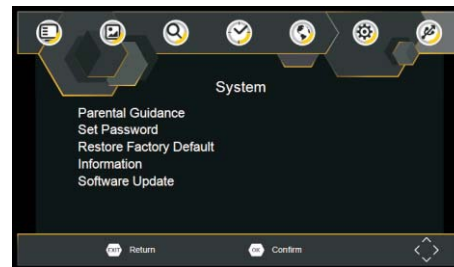 System
Parental Guidance
Set Password
Restore Factory Default
Information
Software Update
EXIT Return OK Confirm